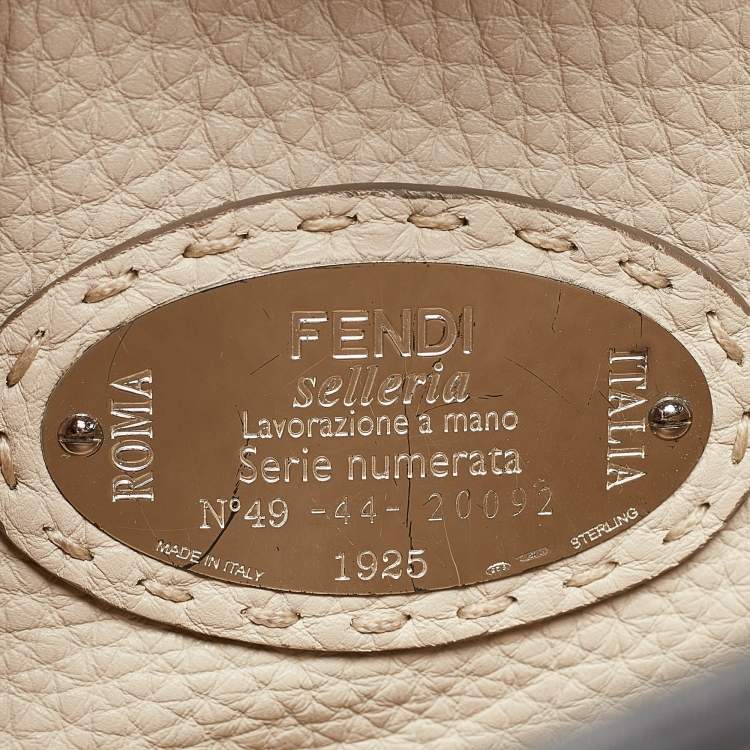 FENDI
selleria
Lavorazione a mano
Serie numerata
N°49 -44- 20092
1925
ROMA
ITALIA
MADE IN ITALY
STERLING